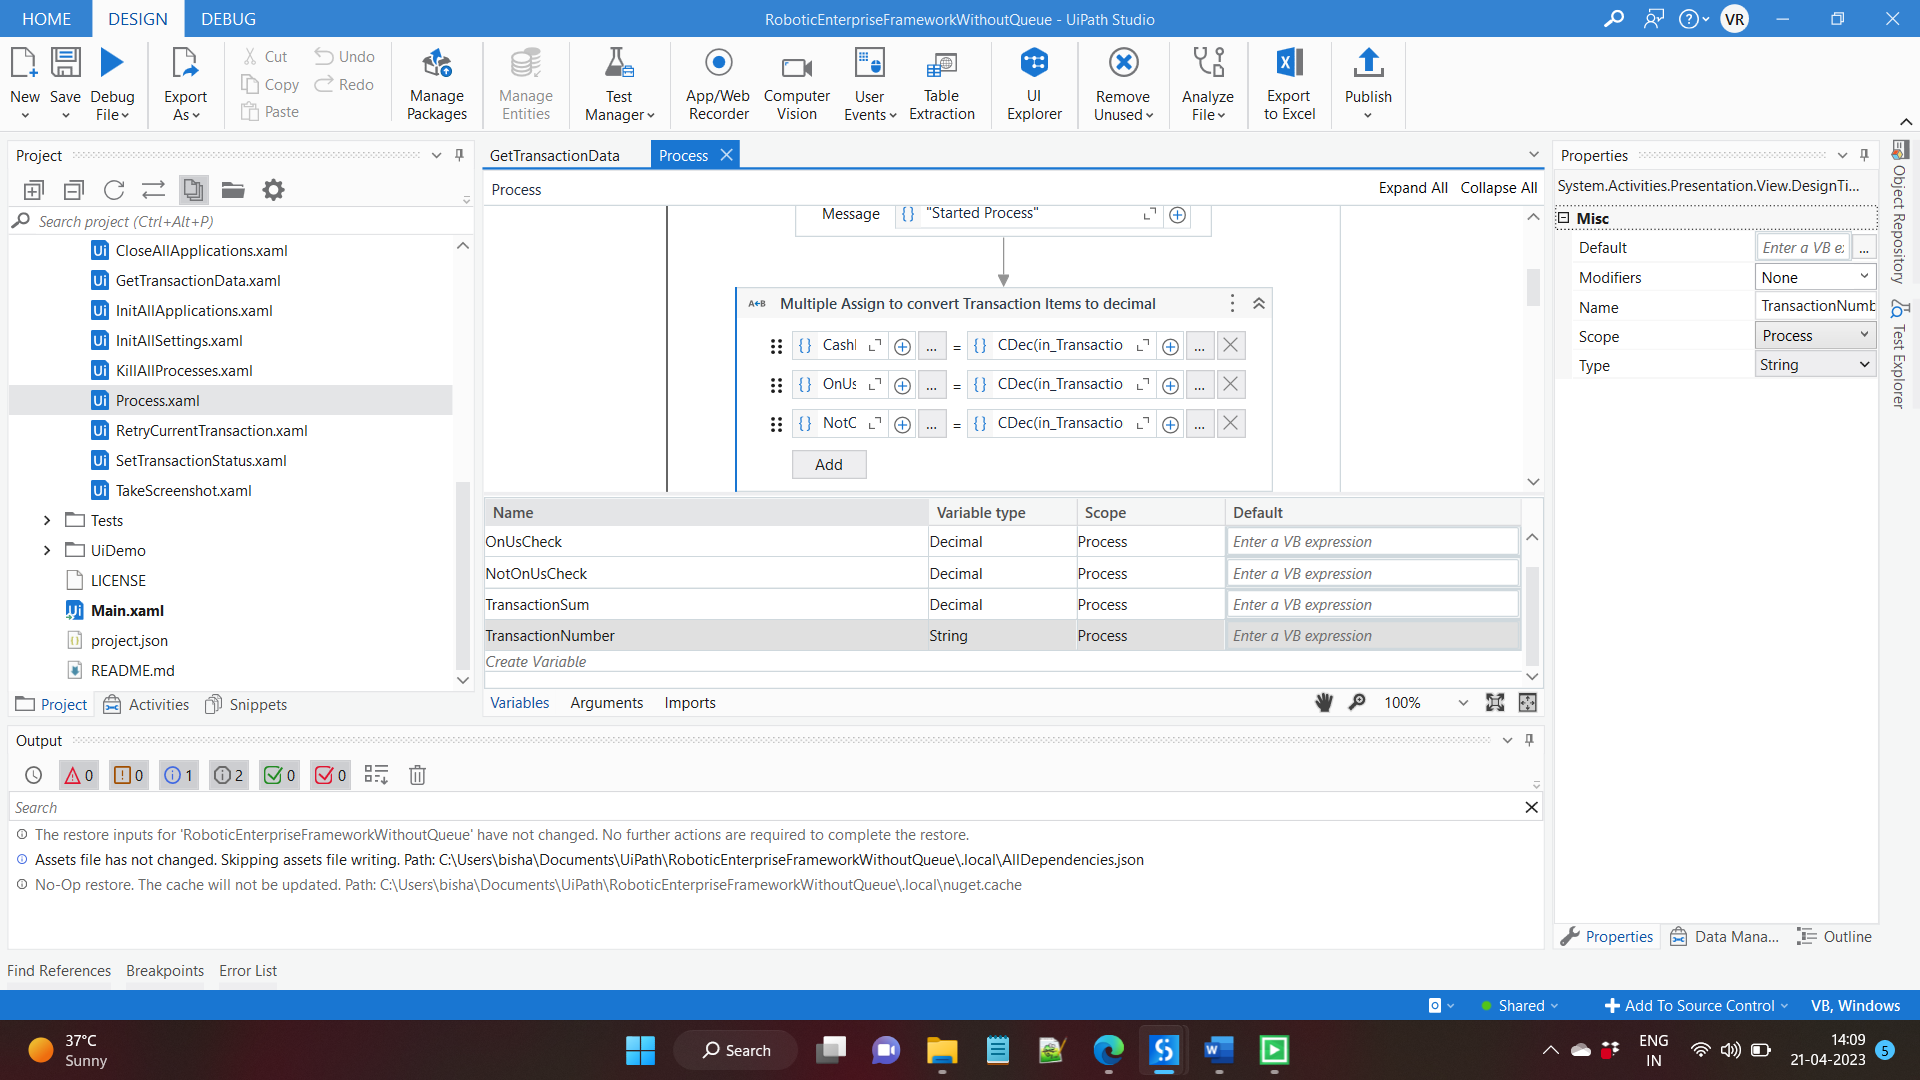 HOME DESIGN DEBUG
RoboticEnterpriseFrameworkWithoutQueue - UiPath Studio
VR
New
Save
Debug
File
Export
As
Cut
Copy
Paste
Undo
Redo
Manage
Packages
Manage
Entities
Test
Manager
App/Web
Recorder
Computer
Vision
User
Events
Table
Extraction
UI
Explorer
Remove
Unused
Analyze
File
Export
to Excel
Publish
Project
Search project (Ctrl+Alt+P)
CloseAllApplications.xaml
GetTransactionData.xaml
InitAllApplications.xaml
InitAllSettings.xaml
KillAllProcesses.xaml
Process.xaml
RetryCurrentTransaction.xaml
SetTransactionStatus.xaml
TakeScreenshot.xaml
Tests
UiDemo
LICENSE
Main.xaml
project.json
README.md
Project Activities Snippets
GetTransactionData Process
Process Expand All Collapse All
Message "Started Process"
A←B Multiple Assign to convert Transaction Items to decimal
CashI ... = CDec(in_Transactio ...
OnUs ... = CDec(in_Transactio ...
NotC ... = CDec(in_Transactio ...
Add
Name Variable type Scope Default
OnUsCheck Decimal Process Enter a VB expression
NotOnUsCheck Decimal Process Enter a VB expression
TransactionSum Decimal Process Enter a VB expression
TransactionNumber String Process Enter a VB expression
Create Variable
Variables Arguments Imports 100%
Properties
System.Activities.Presentation.View.DesignTi...
Misc
Default Enter a VB e: ...
Modifiers None
Name TransactionNumb
Scope Process
Type String
Properties Data Mana... Outline
Object Repository
Test Explorer
Output
0 0 1 2 0 0
Search
The restore inputs for 'RoboticEnterpriseFrameworkWithoutQueue' have not changed. No further actions are required to complete the restore.
Assets file has not changed. Skipping assets file writing. Path: C:\Users\bisha\Documents\UiPath\RoboticEnterpriseFrameworkWithoutQueue\.local\AllDependencies.json
No-Op restore. The cache will not be updated. Path: C:\Users\bisha\Documents\UiPath\RoboticEnterpriseFrameworkWithoutQueue\.local\nuget.cache
Find References Breakpoints Error List
Shared Add To Source Control VB, Windows
37°C
Sunny
Search
ENG
IN
14:09
21-04-2023
5